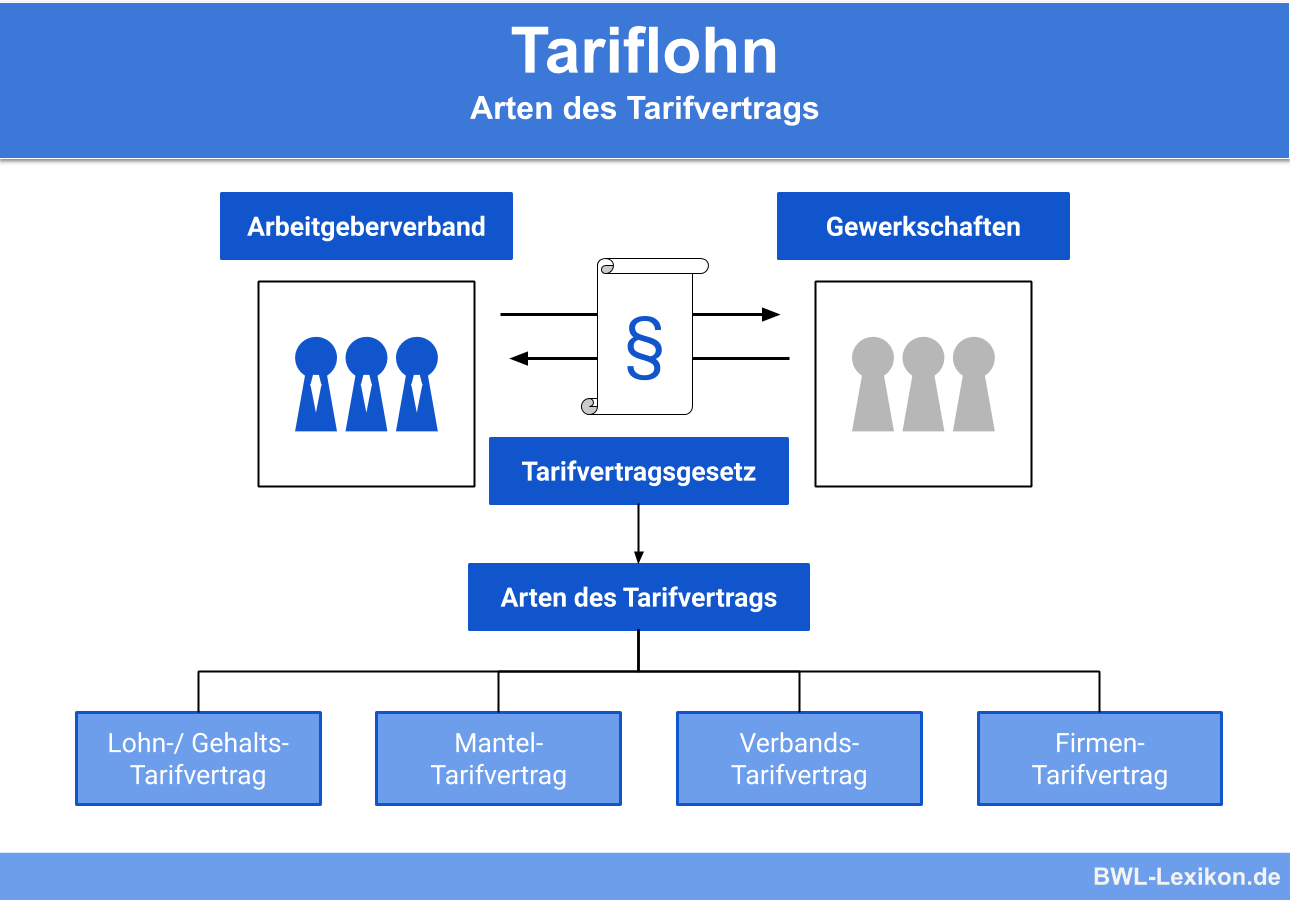 Tariflohn
Arten des Tarifvertrags
Arbeitgeberverband
Gewerkschaften
§
Tarifvertragsgesetz
Arten des Tarifvertrags
Lohn-/ Gehalts-
Tarifvertrag
Mantel-
Tarifvertrag
Verbands-
Tarifvertrag
Firmen-
Tarifvertrag
BWL-Lexikon.de